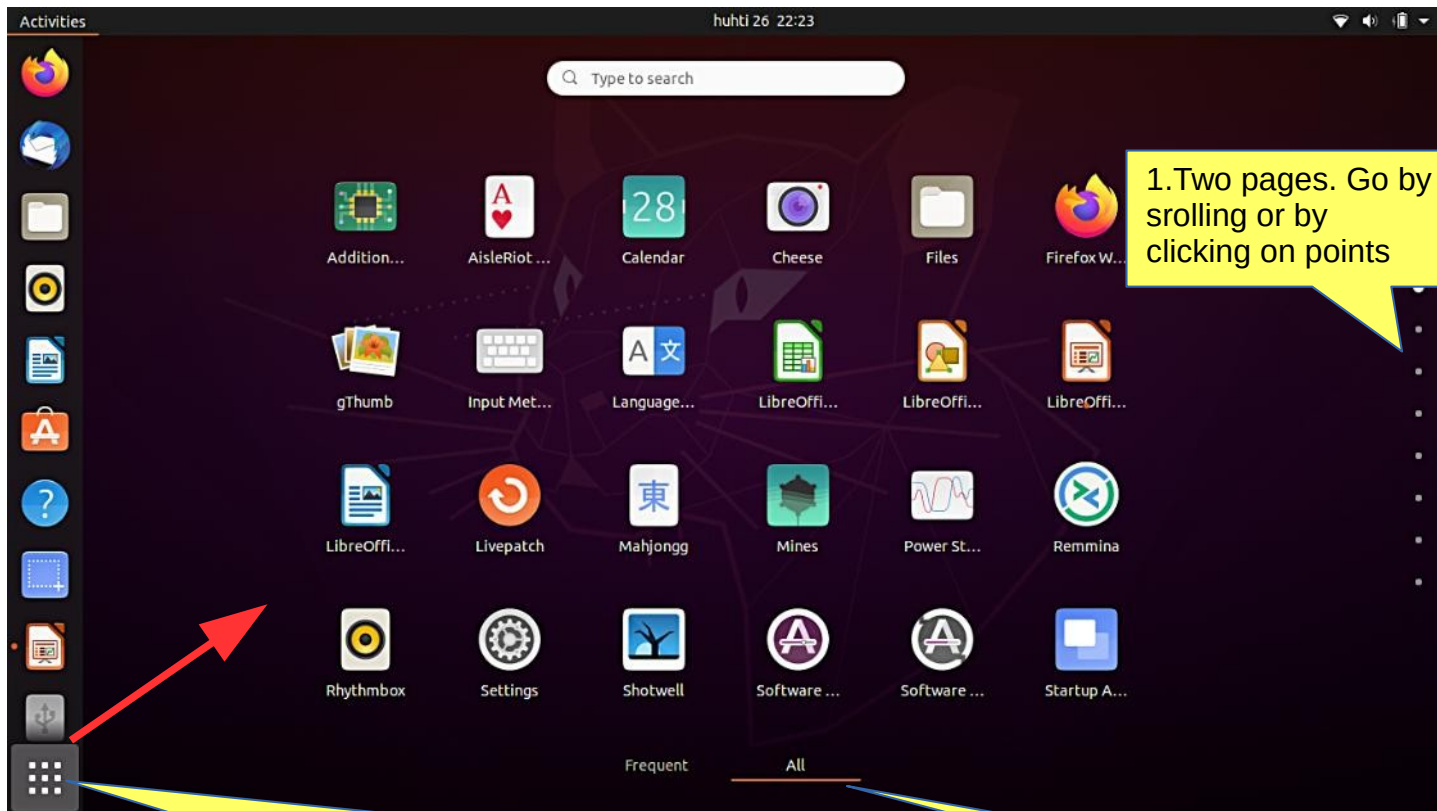 Activities
huhti 26 22:23
Type to search
1.Two pages. Go by
srolling or by
clicking on points
28
A
Addition...
AisleRiot ...
Calendar
Cheese
Files
Firefox W...
A 文
gThumb
Input Met...
Language...
LibreOffi...
LibreOffi...
LibreOffi...
東
LibreOffi...
Livepatch
Mahjongg
Mines
Power St...
Remmina
Rhythmbox
Settings
Shotwell
Software ...
Software ...
Startup A...
Frequent
All